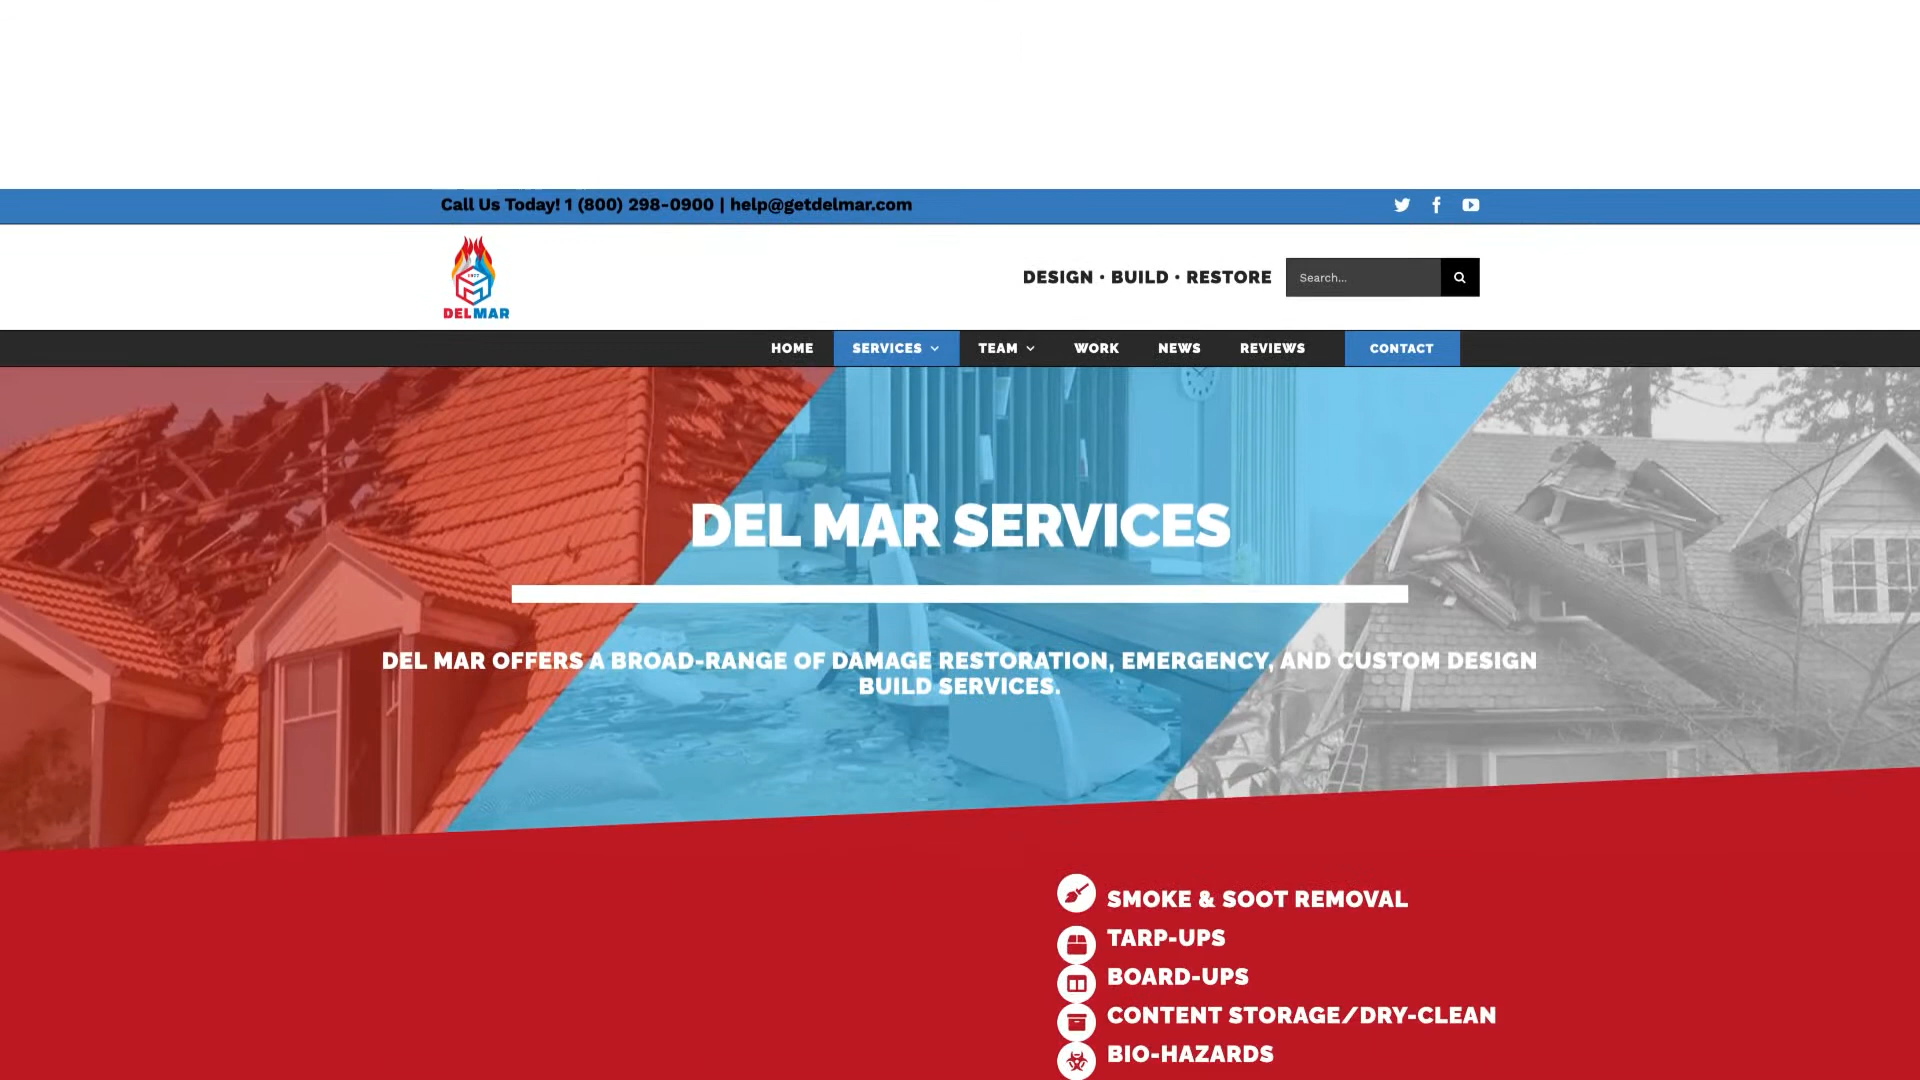 Call Us Today! 1 (800) 298-0900 | help@getdelmar.com
DELMAR
DESIGN · BUILD · RESTORE
Search...
HOME
SERVICES
TEAM
WORK
NEWS
REVIEWS
CONTACT
DEL MAR SERVICES
DEL MAR OFFERS A BROAD-RANGE OF DAMAGE RESTORATION, EMERGENCY, AND CUSTOM DESIGN
BUILD SERVICES.
SMOKE & SOOT REMOVAL
TARP-UPS
BOARD-UPS
CONTENT STORAGE/DRY-CLEAN
BIO-HAZARDS